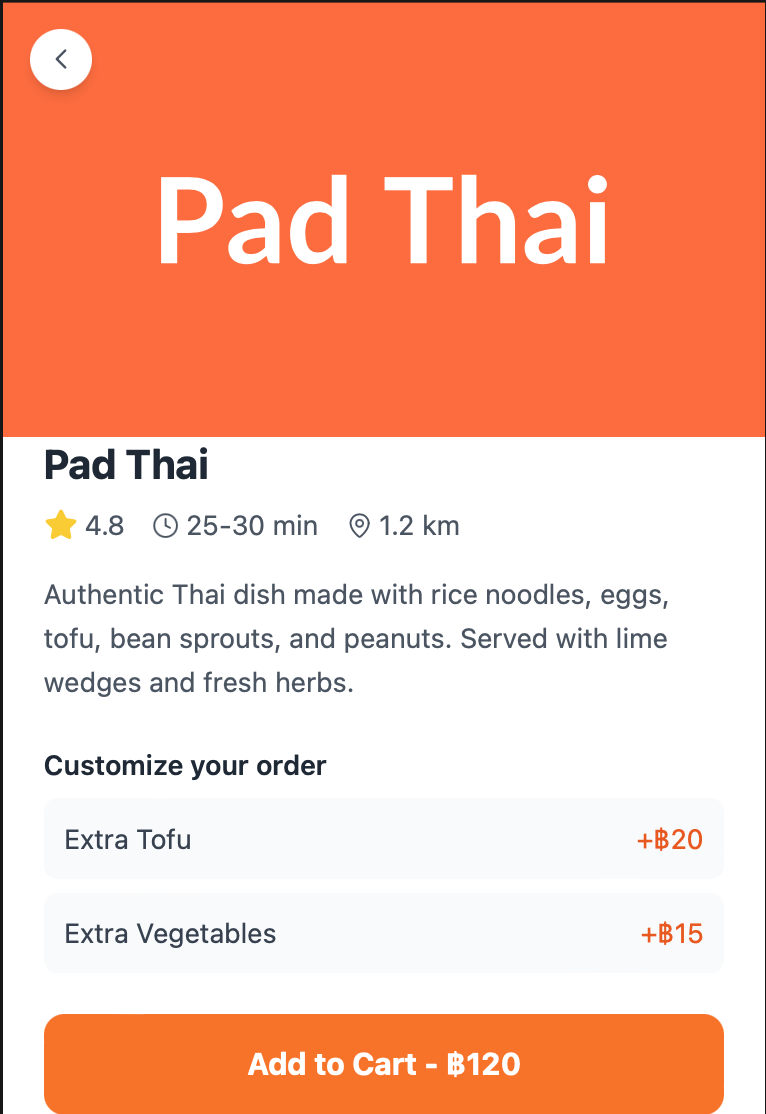 Pad Thai
Pad Thai
4.8 25-30 min 1.2 km
Authentic Thai dish made with rice noodles, eggs,
tofu, bean sprouts, and peanuts. Served with lime
wedges and fresh herbs.
Customize your order
Extra Tofu +฿20
Extra Vegetables +฿15
Add to Cart - ฿120